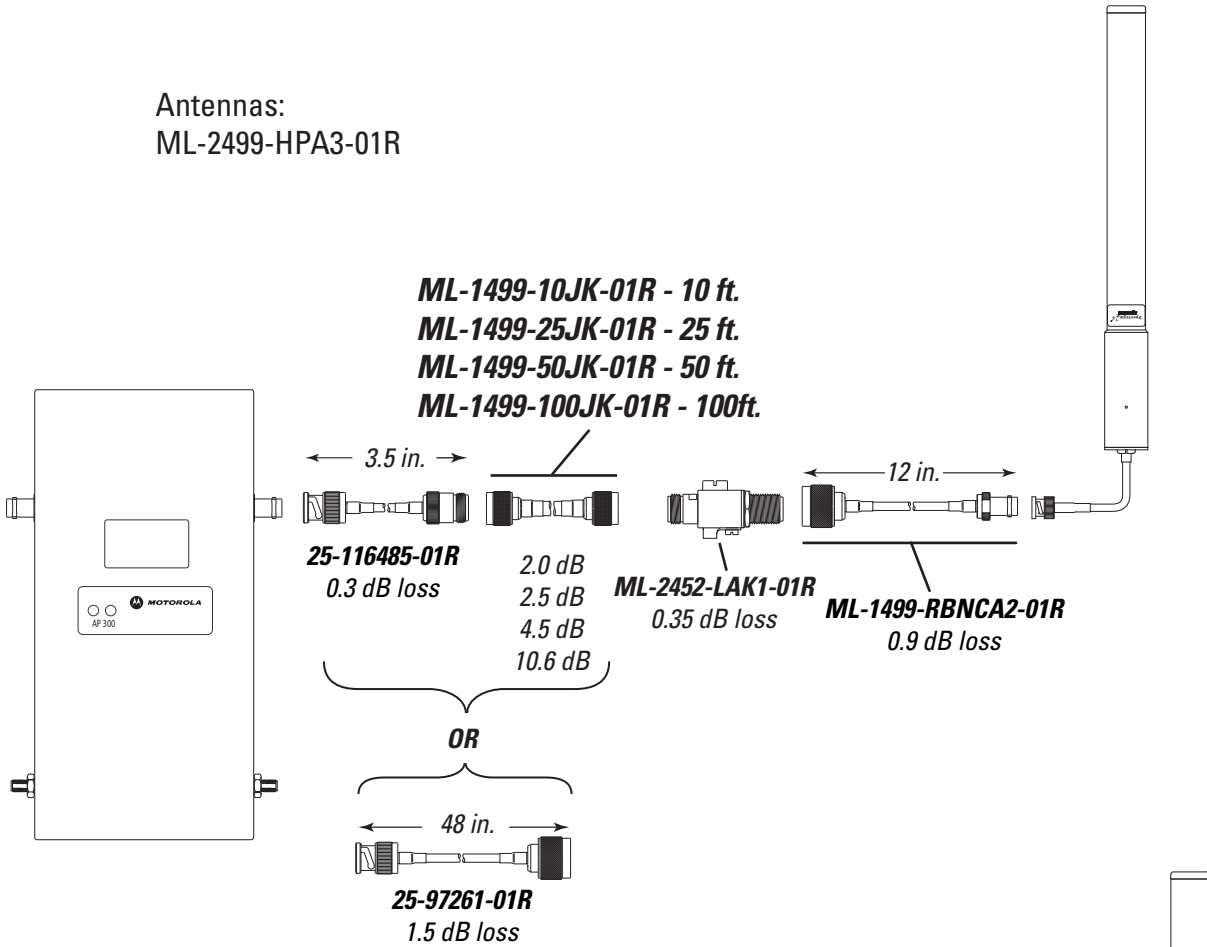 Antennas:
ML-2499-HPA3-01R
ML-1499-10JK-01R - 10 ft.
ML-1499-25JK-01R - 25 ft.
ML-1499-50JK-01R - 50 ft.
ML-1499-100JK-01R - 100ft.
3.5 in.
12 in.
25-116485-01R
0.3 dB loss
2.0 dB
2.5 dB
4.5 dB
10.6 dB
ML-2452-LAK1-01R
0.35 dB loss
ML-1499-RBNCA2-01R
0.9 dB loss
MOTOROLA
AP 300
OR
48 in.
25-97261-01R
1.5 dB loss